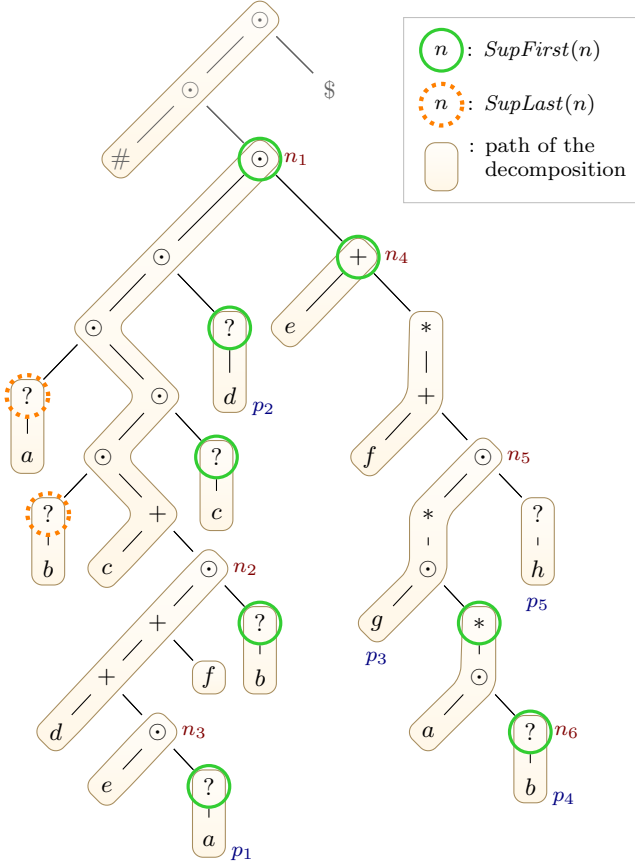 ⊙
n : SupFirst(n)
⊙ $
n : SupLast(n)
# ⊙ n₁
: path of the
decomposition
⊙ + n₄
⊙ ? e *
? ⊙ d p₂ +
a ⊙ ? f ⊙ n₅
? + c * ?
b c ⊙ n₂ ⊙ h
+ ? g * p₅
+ f b p₃ ⊙
d ⊙ n₃ a ? n₆
e ? b p₄
a p₁